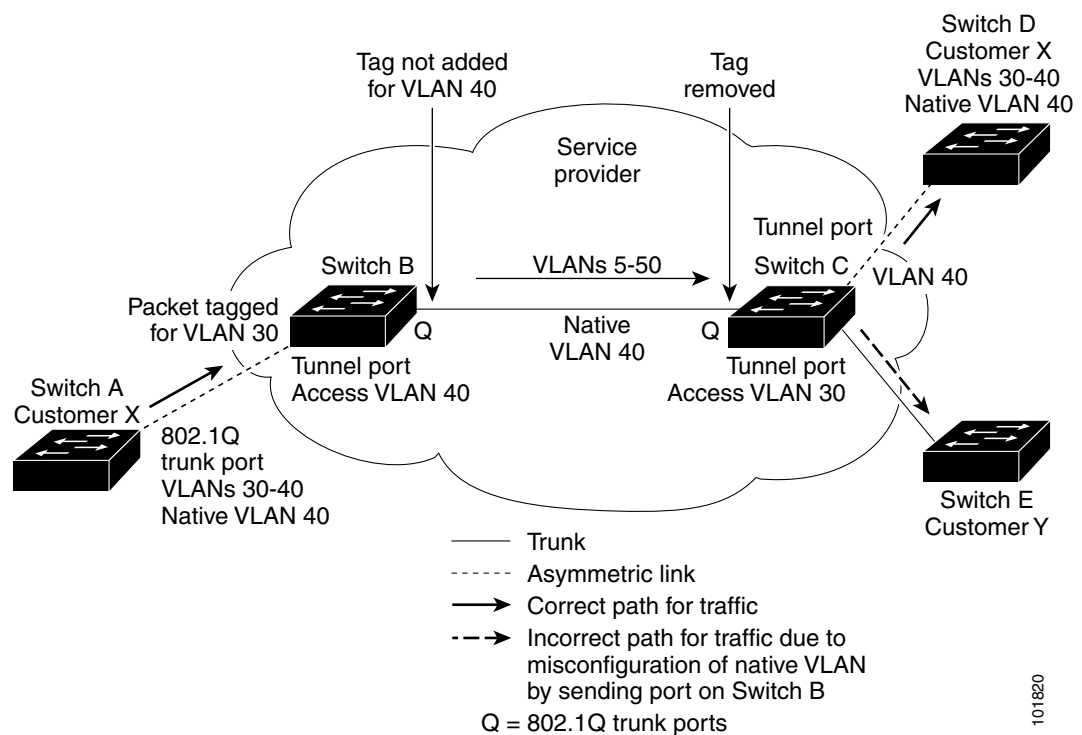 Switch D
Customer X
VLANs 30-40
Native VLAN 40
Tag not added
for VLAN 40
Tag
removed
Service
provider
Tunnel port
Switch B
VLANs 5-50
Switch C
VLAN 40
Packet tagged
for VLAN 30
Q
Native
VLAN 40
Q
Tunnel port
Access VLAN 40
Tunnel port
Access VLAN 30
Switch A
Customer X
802.1Q
trunk port
VLANs 30-40
Native VLAN 40
Switch E
Customer Y
Trunk
Asymmetric link
Correct path for traffic
Incorrect path for traffic due to
misconfiguration of native VLAN
by sending port on Switch B
Q = 802.1Q trunk ports
101820